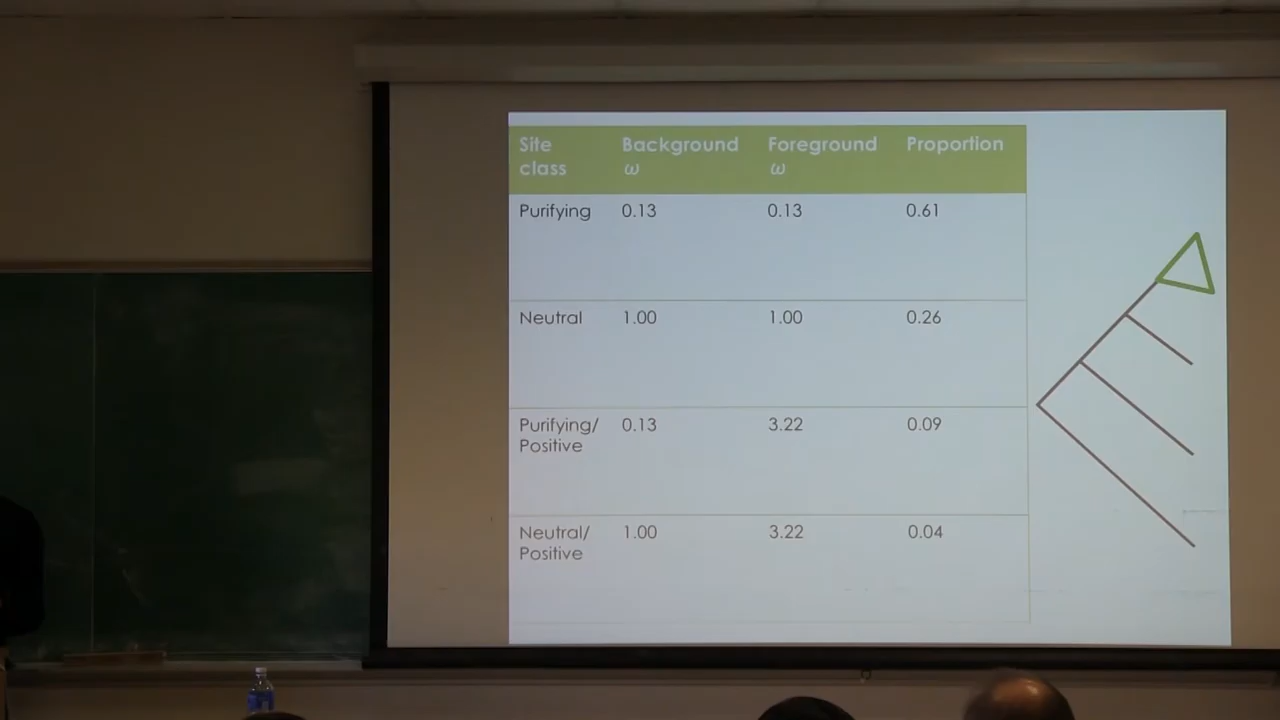 Site class Background ω Foreground ω Proportion
Purifying 0.13 0.13 0.61
Neutral 1.00 1.00 0.26
Purifying/ Positive 0.13 3.22 0.09
Neutral/ Positive 1.00 3.22 0.04